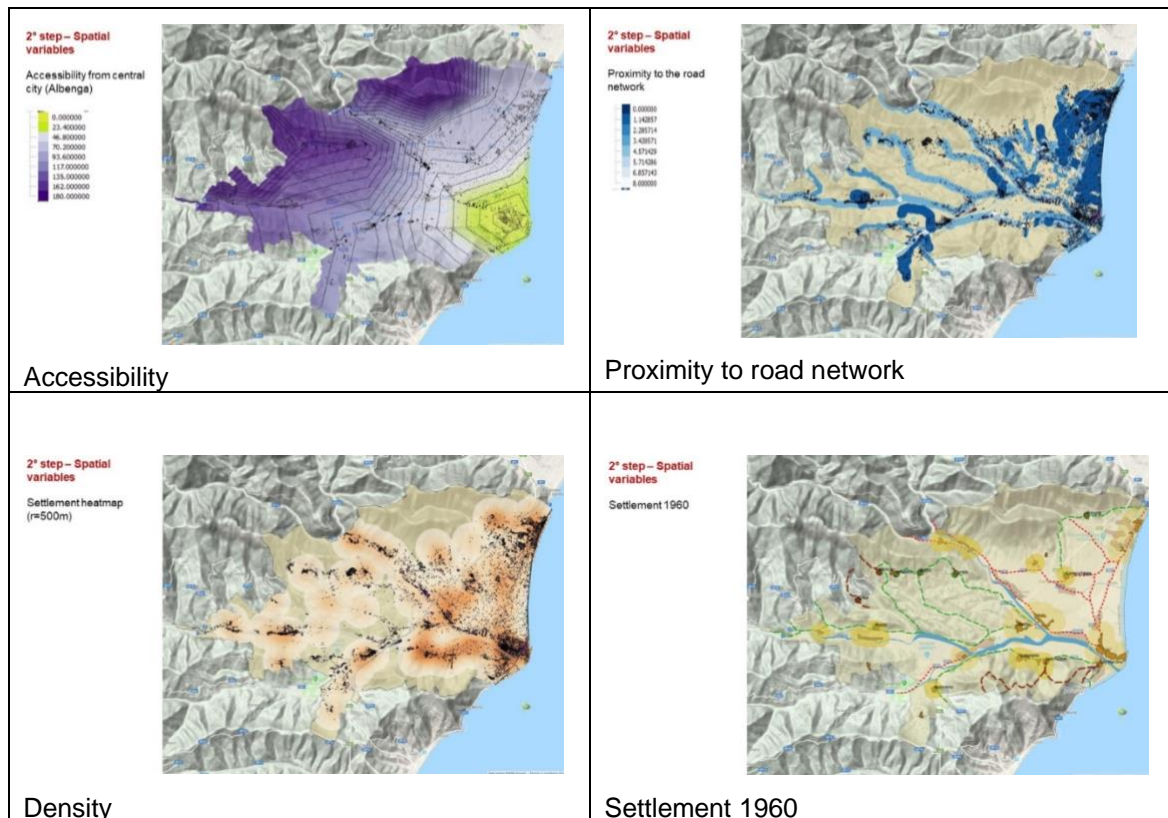 2° step – Spatial
variables
Accessibility from central
city (Albenga)
0.000000
23.400000
46.800000
70.200000
93.600000
117.000000
135.000000
162.000000
180.000000
Accessibility
2° step – Spatial
variables
Proximity to the road
network
0.000000
1.142857
2.285714
3.428571
4.571429
5.714286
6.857143
8.000000
Proximity to road network
2° step – Spatial
variables
Settlement heatmap
(r=500m)
Density
2° step – Spatial
variables
Settlement 1960
Settlement 1960